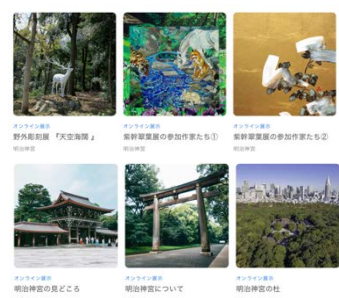 オンライン展示
野外彫刻展 『天空海闊 』
明治神宮
オンライン展示
紫幹翠葉展の参加作家たち①
明治神宮
オンライン展示
紫幹翠葉展の参加作家たち②
明治神宮
オンライン展示
明治神宮の見どころ
オンライン展示
明治神宮について
オンライン展示
明治神宮の杜